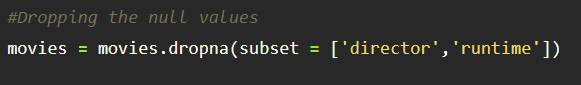 #Dropping the null values
movies = movies.dropna(subset = ['director','runtime'])